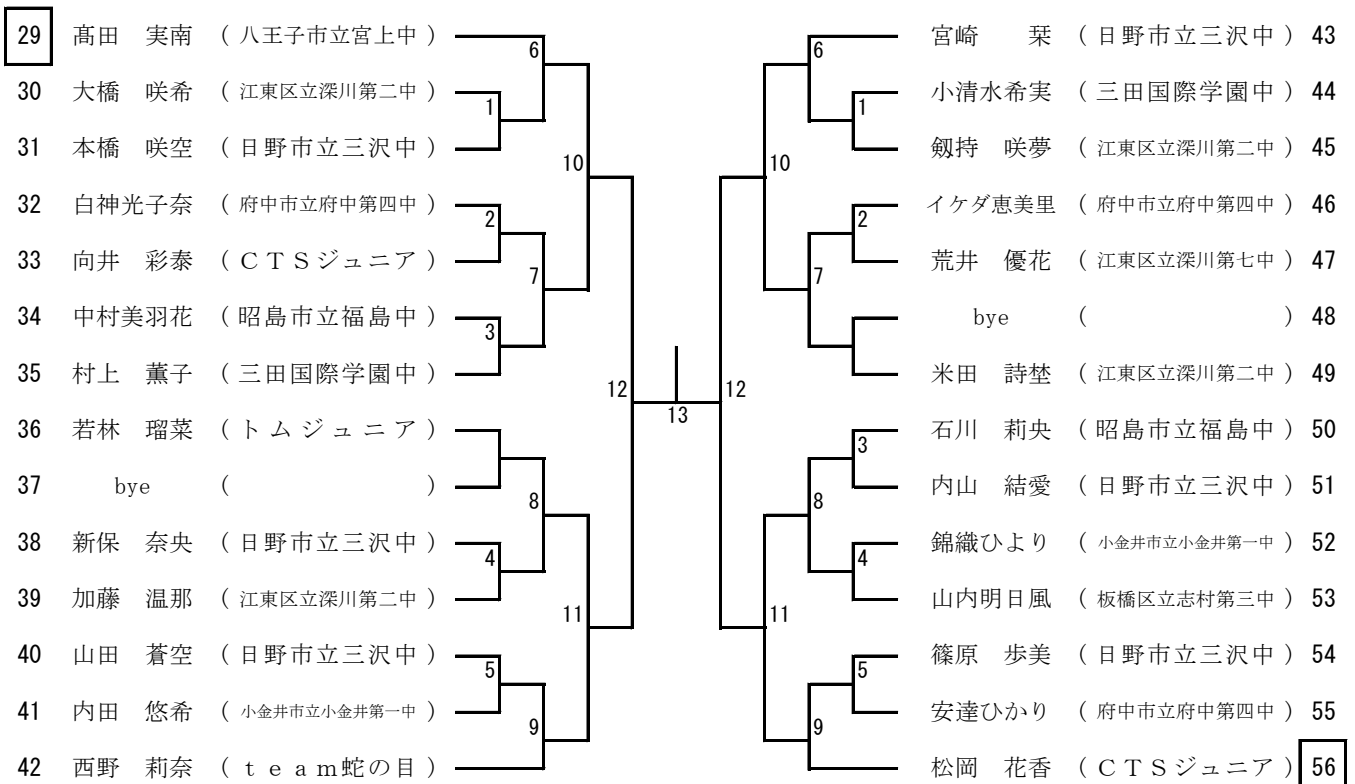 29 髙田 実南 ( 八王子市立宮上中 )
30 大橋 咲希 ( 江東区立深川第二中 )
31 本橋 咲空 ( 日野市立三沢中 )
32 白神光子奈 ( 府中市立府中第四中 )
33 向井 彩泰 ( CTSジュニア )
34 中村美羽花 ( 昭島市立福島中 )
35 村上 薫子 ( 三田国際学園中 )
36 若林 瑠菜 ( トムジュニア )
37 bye ( )
38 新保 奈央 ( 日野市立三沢中 )
39 加藤 温那 ( 江東区立深川第二中 )
40 山田 蒼空 ( 日野市立三沢中 )
41 内田 悠希 ( 小金井市立小金井第一中 )
42 西野 莉奈 ( team蛇の目 )
6
1
10
2
7
3
12
8
4
11
5
9
13
6
1
10
2
7
12
3
8
4
11
5
9
宮崎 栞 ( 日野市立三沢中 ) 43
小清水希実 ( 三田国際学園中 ) 44
剱持 咲夢 ( 江東区立深川第二中 ) 45
イケダ恵美里 ( 府中市立府中第四中 ) 46
荒井 優花 ( 江東区立深川第七中 ) 47
bye ( ) 48
米田 詩埜 ( 江東区立深川第二中 ) 49
石川 莉央 ( 昭島市立福島中 ) 50
内山 結愛 ( 日野市立三沢中 ) 51
錦織ひより ( 小金井市立小金井第一中 ) 52
山内明日風 ( 板橋区立志村第三中 ) 53
篠原 歩美 ( 日野市立三沢中 ) 54
安達ひかり ( 府中市立府中第四中 ) 55
松岡 花香 ( CTSジュニア ) 56